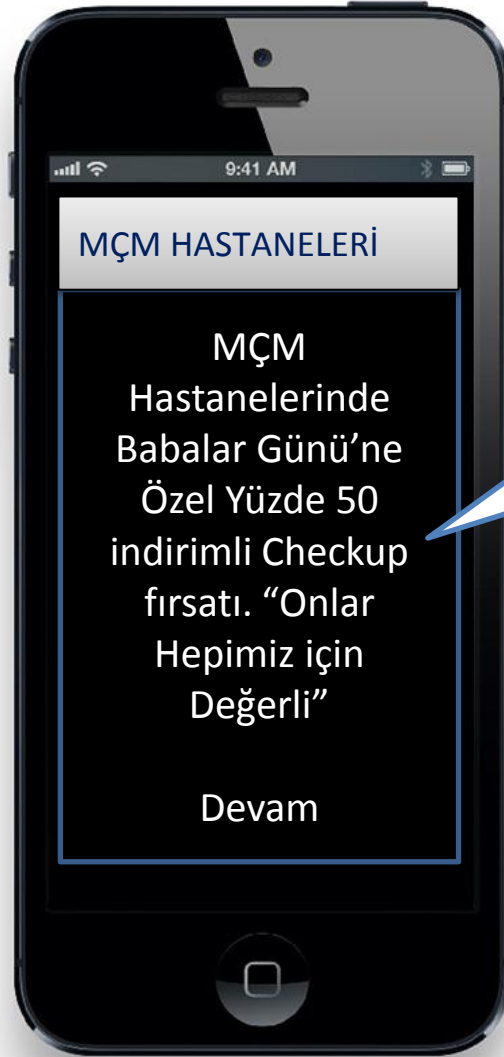 9:41 AM
MÇM HASTANELERİ
MÇM
Hastanelerinde
Babalar Günü’ne
Özel Yüzde 50
indirimli Checkup
fırsatı. “Onlar
Hepimiz için
Değerli”
Devam